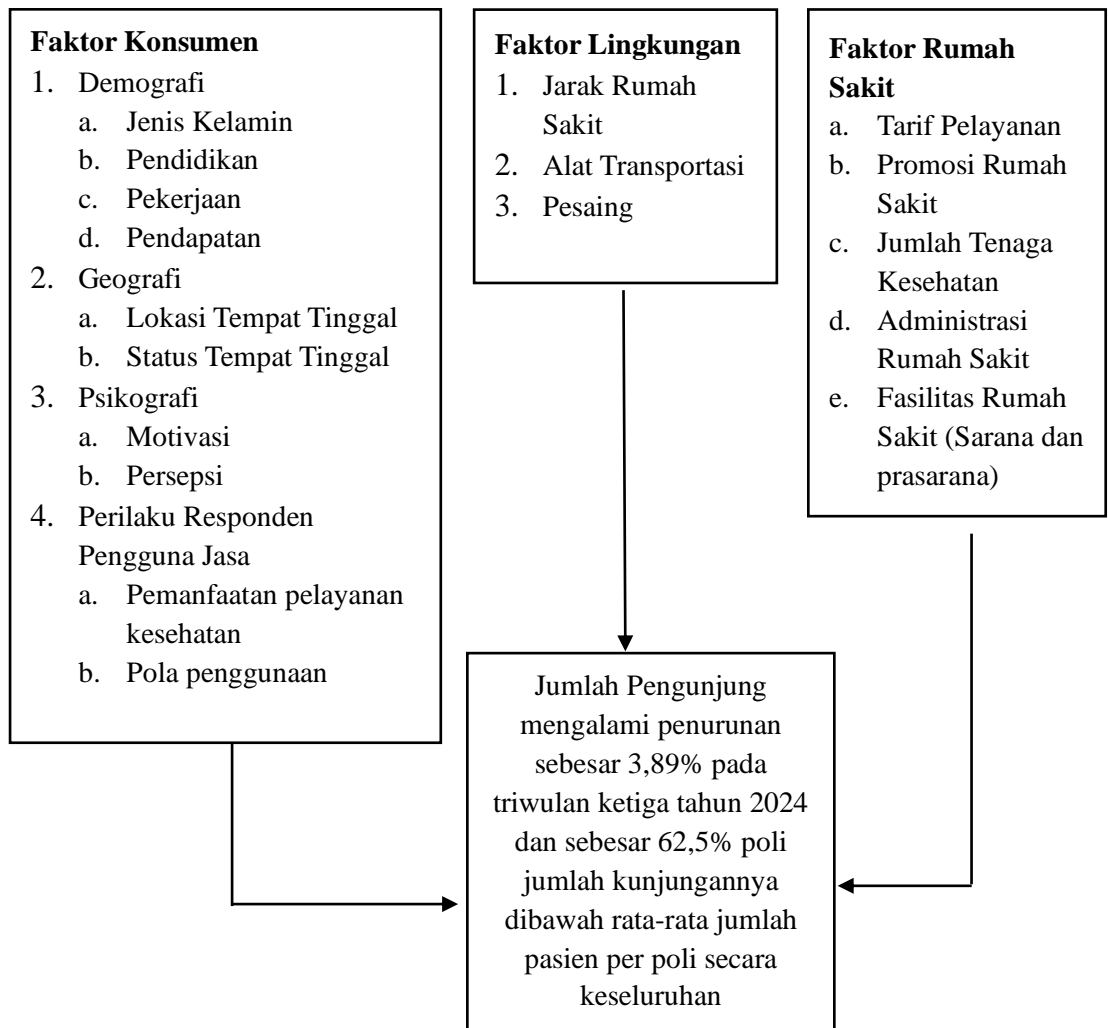 Faktor Konsumen
1. Demografi
a. Jenis Kelamin
b. Pendidikan
c. Pekerjaan
d. Pendapatan
2. Geografi
a. Lokasi Tempat Tinggal
b. Status Tempat Tinggal
3. Psikografi
a. Motivasi
b. Persepsi
4. Perilaku Responden
Pengguna Jasa
a. Pemanfaatan pelayanan
kesehatan
b. Pola penggunaan
Faktor Lingkungan
1. Jarak Rumah
Sakit
2. Alat Transportasi
3. Pesaing
Faktor Rumah
Sakit
a. Tarif Pelayanan
b. Promosi Rumah
Sakit
c. Jumlah Tenaga
Kesehatan
d. Administrasi
Rumah Sakit
e. Fasilitas Rumah
Sakit (Sarana dan
prasarana)
Jumlah Pengunjung
mengalami penurunan
sebesar 3,89% pada
triwulan ketiga tahun 2024
dan sebesar 62,5% poli
jumlah kunjungannya
dibawah rata-rata jumlah
pasien per poli secara
keseluruhan